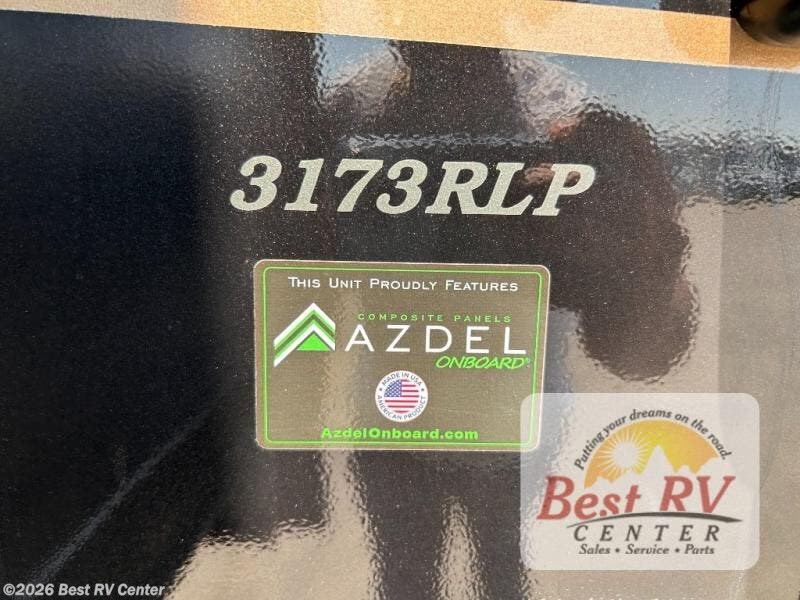 3173RLP
THIS UNIT PROUDLY FEATURES
COMPOSITE PANELS
AZDEL
ONBOARD®
MADE IN USA
AMERICAN PRODUCT
AzdelOnboard.com
Putting your dreams on the road.
Best RV
CENTER
Sales • Service • Parts
©2026 Best RV Center